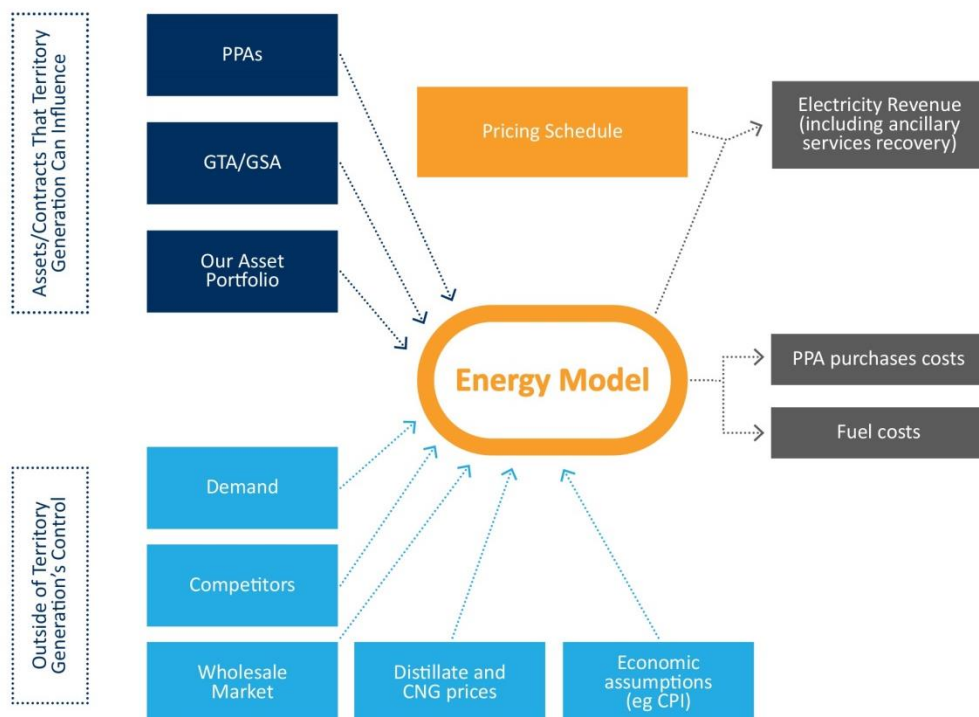 Assets/Contracts That Territory
Generation Can Influence
PPAs
GTA/GSA
Our Asset
Portfolio
Pricing Schedule
Electricity Revenue
(including ancillary
services recovery)
Energy Model
PPA purchases costs
Fuel costs
Outside of Territory
Generation's Control
Demand
Competitors
Wholesale
Market
Distillate and
CNG prices
Economic
assumptions
(eg CPI)